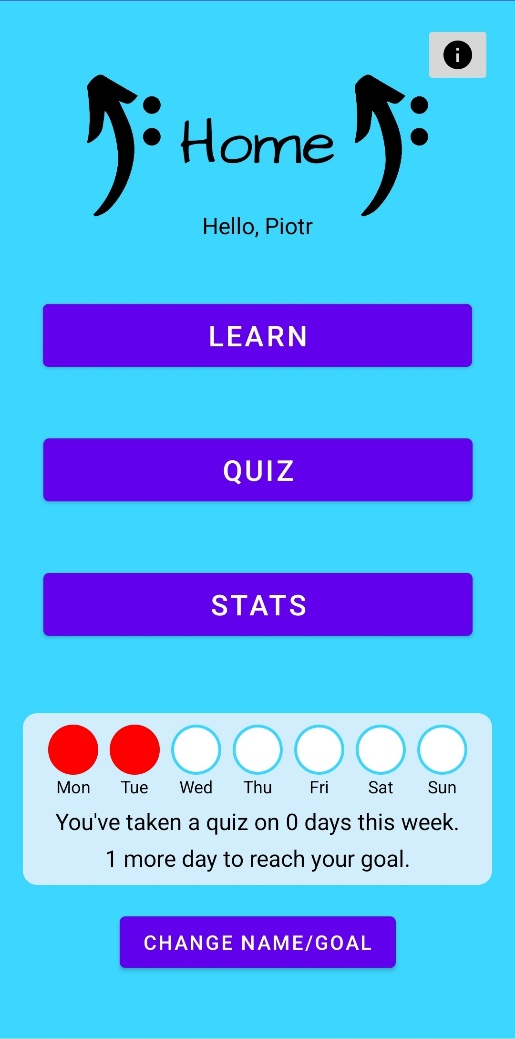 Home
Hello, Piotr
LEARN
QUIZ
STATS
Mon Tue Wed Thu Fri Sat Sun
You've taken a quiz on 0 days this week.
1 more day to reach your goal.
CHANGE NAME/GOAL